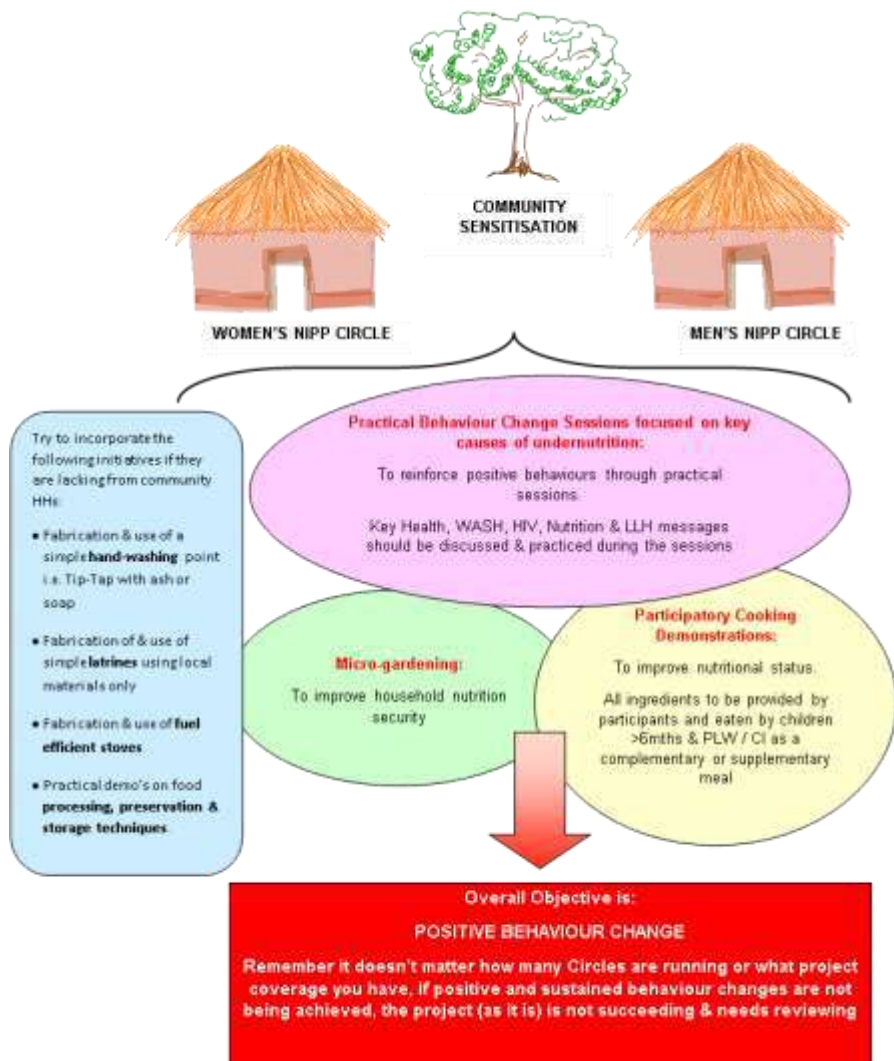 COMMUNITY
SENSITISATION
WOMEN'S NIPP CIRCLE
MEN'S NIPP CIRCLE
Try to incorporate the
following initiatives if they
are lacking from community
HHs:
• Fabrication & use of a
simple hand-washing point
i.e. Tip-Tap with ash or
soap
• Fabrication of & use of
simple latrines using local
materials only
• Fabrication & use of fuel
efficient stoves
• Practical demo's on food
processing, preservation &
storage techniques
Practical Behaviour Change Sessions focused on key
causes of undernutrition:
To reinforce positive behaviours through practical
sessions.
Key Health, WASH, HIV, Nutrition & LLH messages
should be discussed & practiced during the sessions
Micro-gardening:
To improve household nutrition
security
Participatory Cooking
Demonstrations:
To improve nutritional status.
All ingredients to be provided by
participants and eaten by children
>6mths & PLW / CI as a
complementary or supplementary
meal
Overall Objective is:
POSITIVE BEHAVIOUR CHANGE
Remember it doesn't matter how many Circles are running or what project
coverage you have, if positive and sustained behaviour changes are not
being achieved, the project (as it is) is not succeeding & needs reviewing